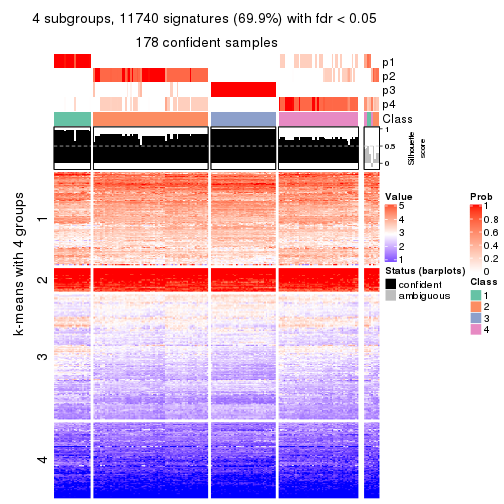 4 subgroups, 11740 signatures (69.9%) with fdr < 0.05
178 confident samples
p1
p2
p3
p4
Class
1
0.5
0
Silhouette
score
k-means with 4 groups
1
2
3
4
Value
5
4
3
2
1
Status (barplots)
confident
ambiguous
Prob
1
0.8
0.6
0.4
0.2
0
Class
1
2
3
4